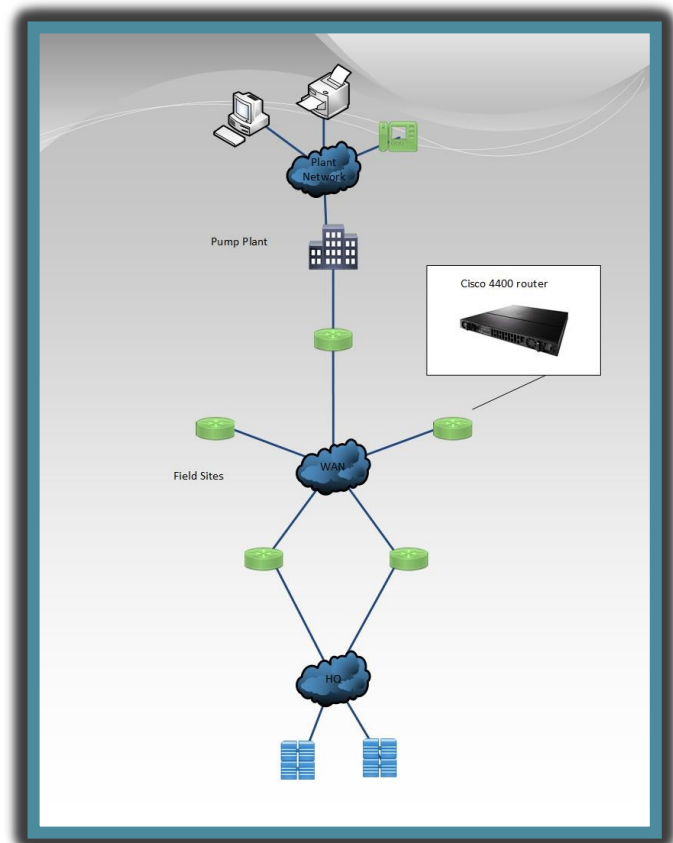 Plant
Network
Pump Plant
Cisco 4400 router
WAN
Field Sites
HQ